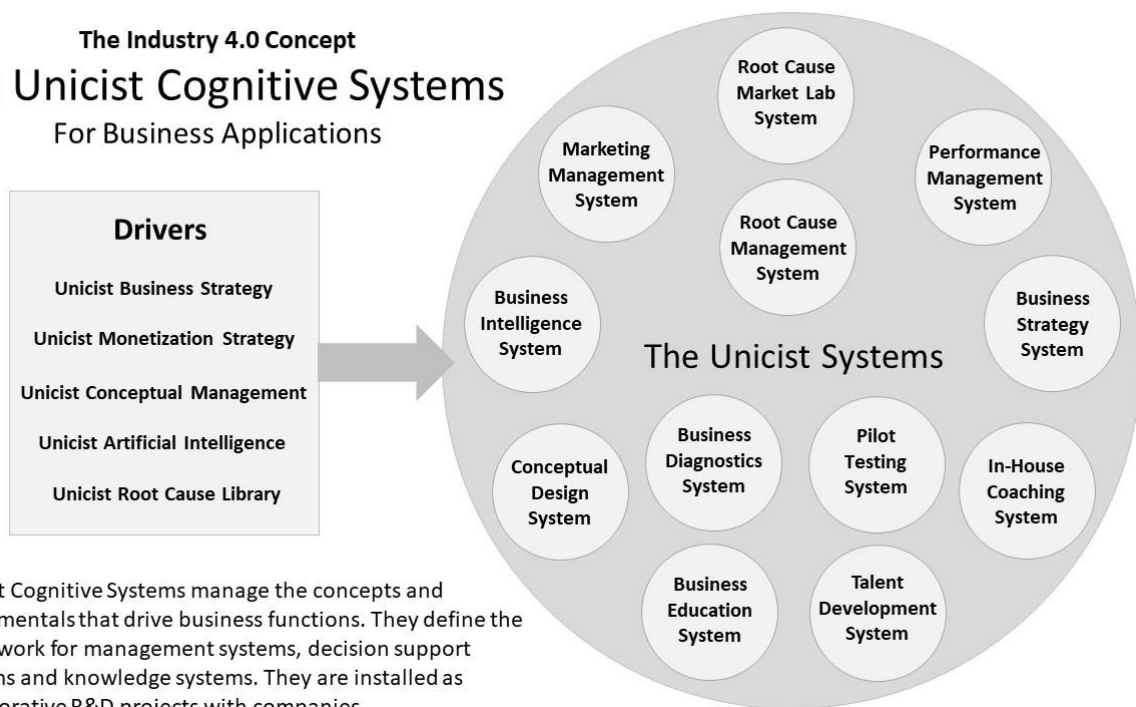 The Industry 4.0 Concept
Unicist Cognitive Systems
For Business Applications
Drivers
Unicist Business Strategy
Unicist Monetization Strategy
Unicist Conceptual Management
Unicist Artificial Intelligence
Unicist Root Cause Library
Cognitive Systems manage the concepts and
that drive business functions. They define the
for management systems, decision support
and knowledge systems. They are installed as
R&D projects with companies
Root Cause
Market Lab
System
Marketing
Management
System
Performance
Management
System
Root Cause
Management
System
Business
Intelligence
System
Business
Strategy
System
The Unicist Systems
Conceptual
Design
System
Business
Diagnostics
System
Pilot
Testing
System
In-House
Coaching
System
Business
Education
System
Talent
Development
System